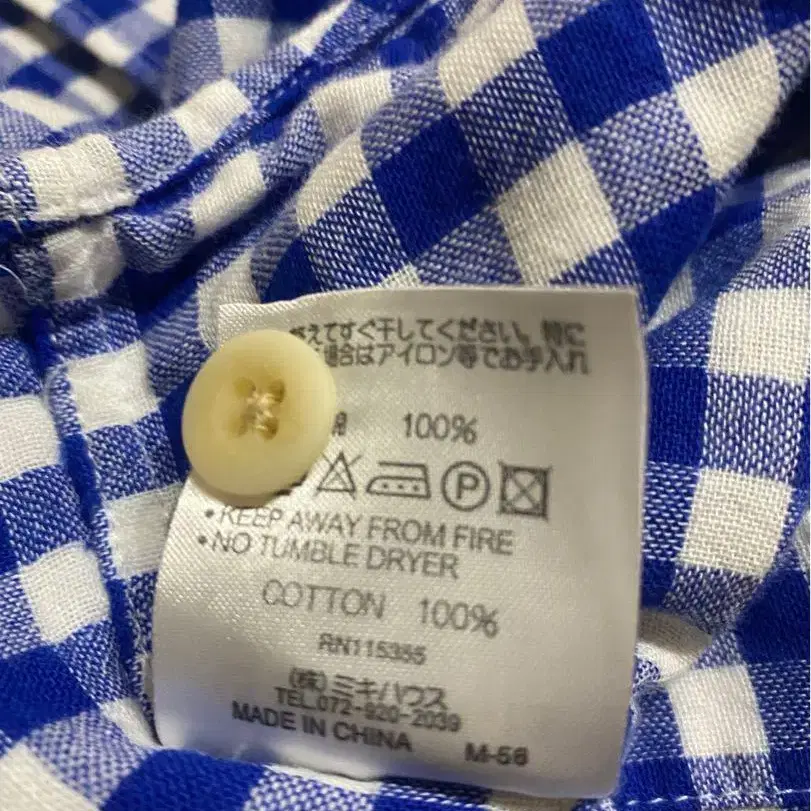 えてすぐ干してください。特に
場合はアイロン等でお手入れ
綿 100%
P
• KEEP AWAY FROM FIRE
• NO TUMBLE DRYER
COTTON 100%
RN115355
(株)ミキハウス
TEL.072-920-2039
MADE IN CHINA M-56